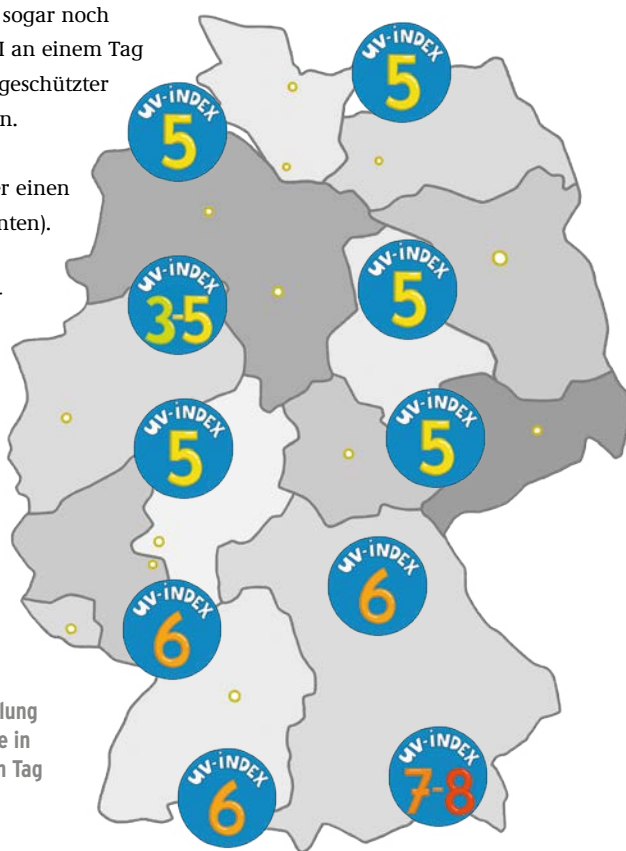 sogar noch
I an einem Tag
geschützter
n.
er einen
nten).
lung
e in
n Tag
UV-INDEX
5
UV-INDEX
5
UV-INDEX
3-5
UV-INDEX
5
UV-INDEX
5
UV-INDEX
5
UV-INDEX
6
UV-INDEX
6
UV-INDEX
6
UV-INDEX
7-8